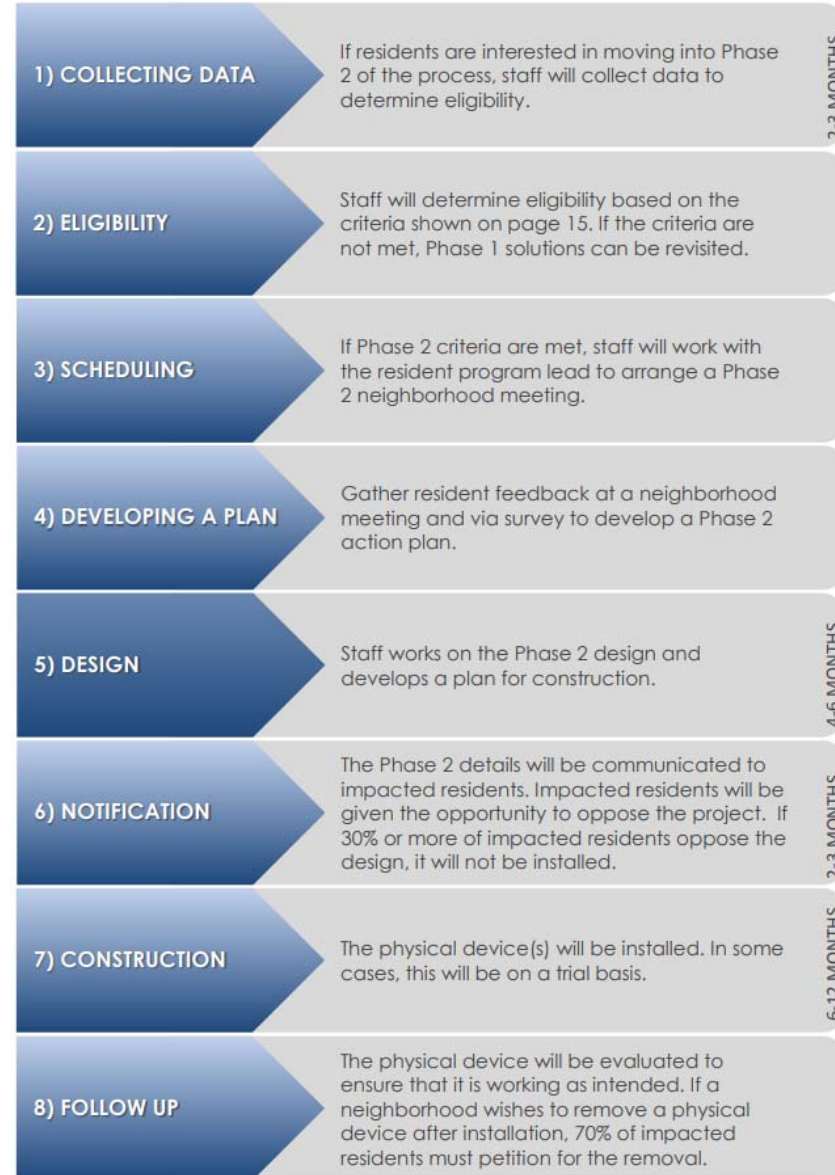 1) COLLECTING DATA
If residents are interested in moving into Phase
2 of the process, staff will collect data to
determine eligibility.
2-3 MONTHS
2) ELIGIBILITY
Staff will determine eligibility based on the
criteria shown on page 15. If the criteria are
not met, Phase 1 solutions can be revisited.
3) SCHEDULING
If Phase 2 criteria are met, staff will work with
the resident program lead to arrange a Phase
2 neighborhood meeting.
4) DEVELOPING A PLAN
Gather resident feedback at a neighborhood
meeting and via survey to develop a Phase 2
action plan.
5) DESIGN
Staff works on the Phase 2 design and
develops a plan for construction.
4-6 MONTHS
6) NOTIFICATION
The Phase 2 details will be communicated to
impacted residents. Impacted residents will be
given the opportunity to oppose the project. If
30% or more of impacted residents oppose the
design, it will not be installed.
2-3 MONTHS
7) CONSTRUCTION
The physical device(s) will be installed. In some
cases, this will be on a trial basis.
6-12 MONTHS
8) FOLLOW UP
The physical device will be evaluated to
ensure that it is working as intended. If a
neighborhood wishes to remove a physical
device after installation, 70% of impacted
residents must petition for the removal.